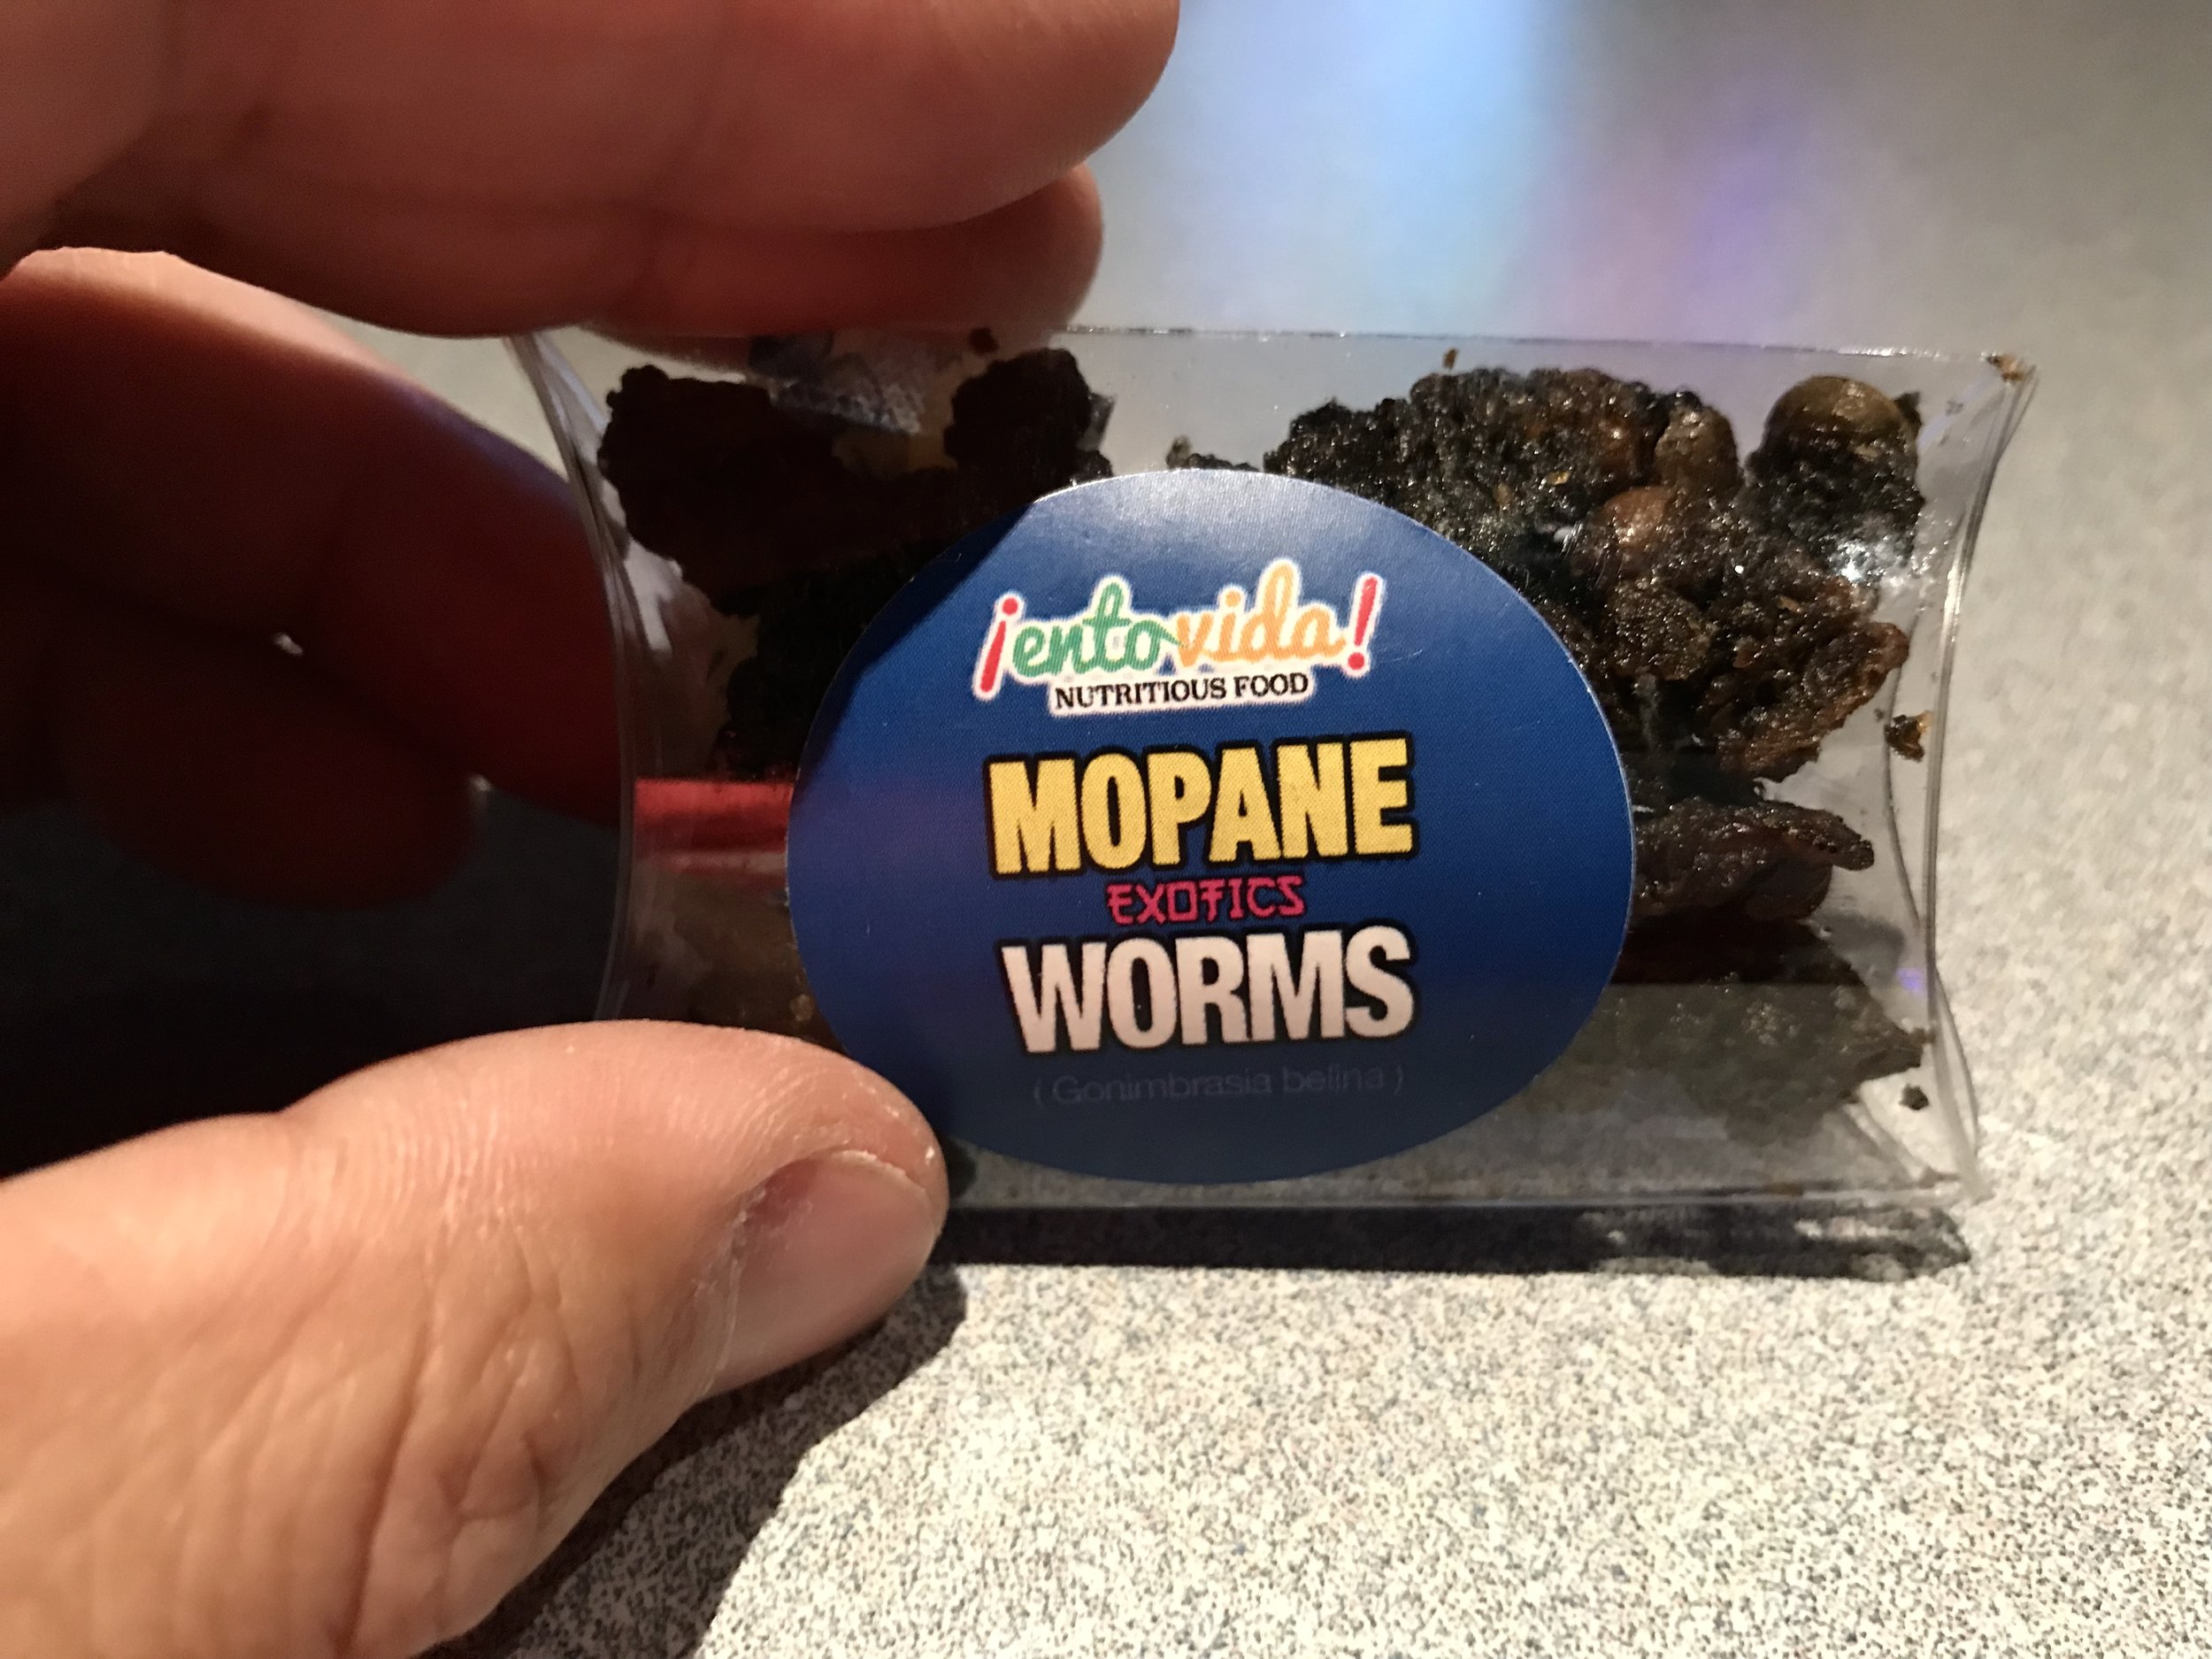 ¡entovida!
NUTRITIOUS FOOD
MOPANE
EXOTICS
WORMS
(Gonimbrasia belina)